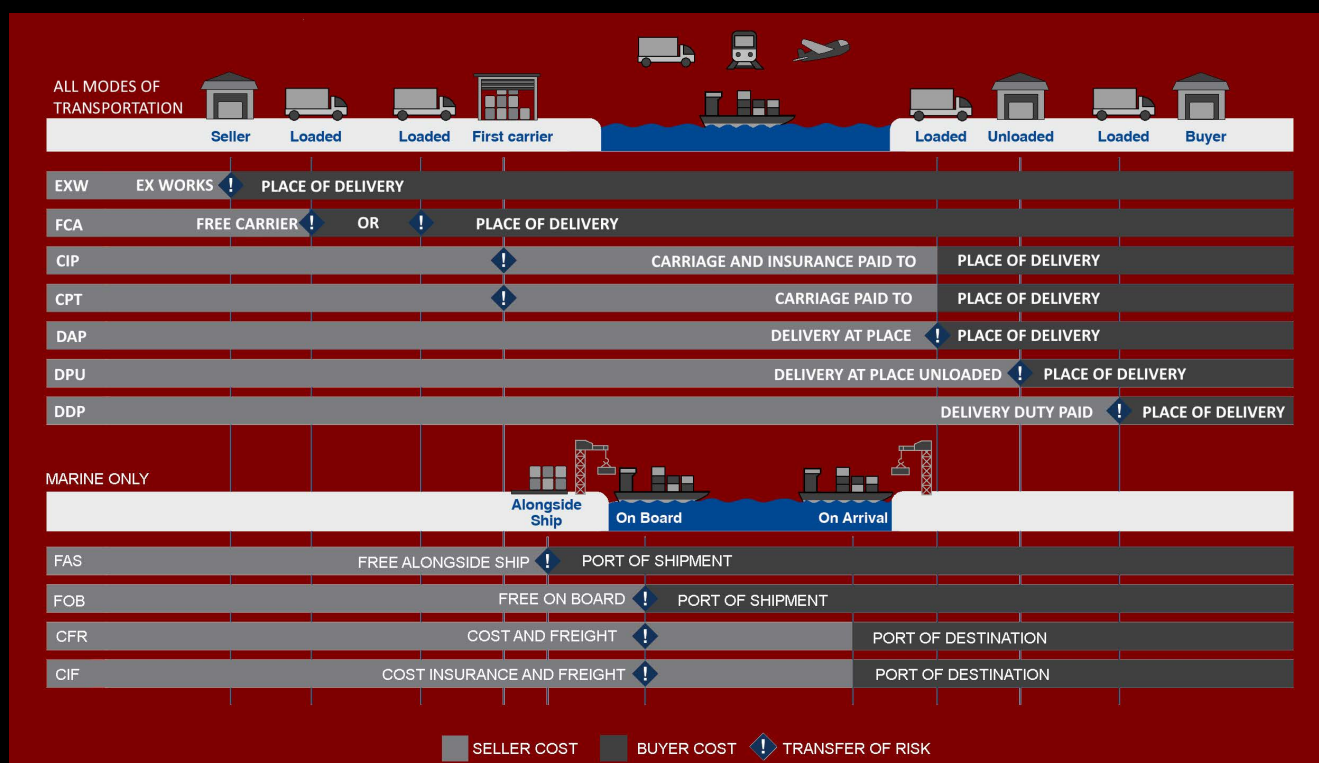 ALL MODES OF
TRANSPORTATION
Seller Loaded Loaded First carrier Loaded Unloaded Loaded Buyer
EXW EX WORKS ! PLACE OF DELIVERY
FCA FREE CARRIER ! OR ! PLACE OF DELIVERY
CIP ! CARRIAGE AND INSURANCE PAID TO PLACE OF DELIVERY
CPT ! CARRIAGE PAID TO PLACE OF DELIVERY
DAP DELIVERY AT PLACE ! PLACE OF DELIVERY
DPU DELIVERY AT PLACE UNLOADED ! PLACE OF DELIVERY
DDP DELIVERY DUTY PAID ! PLACE OF DELIVERY
MARINE ONLY
Alongside
Ship On Board On Arrival
FAS FREE ALONGSIDE SHIP ! PORT OF SHIPMENT
FOB FREE ON BOARD ! PORT OF SHIPMENT
CFR COST AND FREIGHT ! PORT OF DESTINATION
CIF COST INSURANCE AND FREIGHT ! PORT OF DESTINATION
SELLER COST BUYER COST ! TRANSFER OF RISK